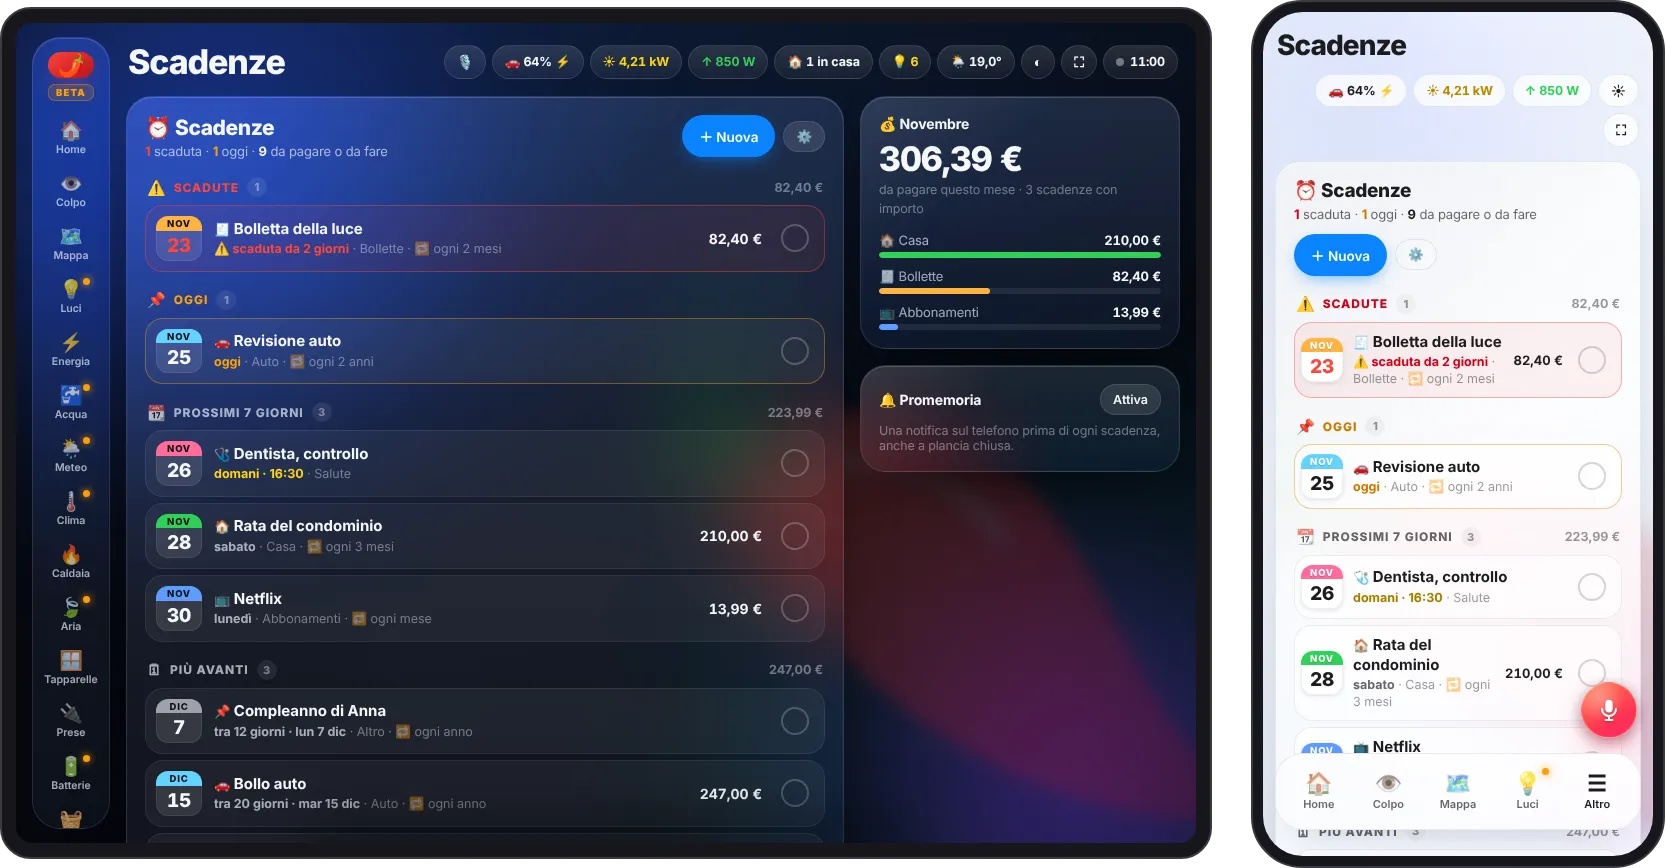 BETA
Home
Colpo
Mappa
Luci
Energia
Acqua
Meteo
Clima
Caldaia
Aria
Tapparelle
Prese
Batterie
Scadenze
64%
4,21 kW
↑ 850 W
1 in casa
6
19,0°
11:00
Scadenze
1 scaduta · 1 oggi · 9 da pagare o da fare
+ Nuova
SCADUTE 1 82,40 €
NOV
23
Bolletta della luce
scaduta da 2 giorni · Bollette · ogni 2 mesi
82,40 €
OGGI 1
NOV
25
Revisione auto
oggi · Auto · ogni 2 anni
PROSSIMI 7 GIORNI 3 223,99 €
NOV
26
Dentista, controllo
domani · 16:30 · Salute
NOV
28
Rata del condominio
sabato · Casa · ogni 3 mesi
210,00 €
NOV
30
Netflix
lunedì · Abbonamenti · ogni mese
13,99 €
PIÙ AVANTI 3 247,00 €
DIC
7
Compleanno di Anna
tra 12 giorni · lun 7 dic · Altro · ogni anno
DIC
15
Bollo auto
tra 20 giorni · mar 15 dic · Auto · ogni anno
247,00 €
Novembre
306,39 €
da pagare questo mese · 3 scadenze con
importo
Casa 210,00 €
Bollette 82,40 €
Abbonamenti 13,99 €
Promemoria
Attiva
Una notifica sul telefono prima di ogni scadenza,
anche a plancia chiusa.
Scadenze
64%
4,21 kW
↑ 850 W
Scadenze
1 scaduta · 1 oggi · 9 da pagare o da fare
+ Nuova
SCADUTE 1 82,40 €
NOV
23
Bolletta della luce
scaduta da 2 giorni ·
Bollette · ogni 2 mesi
82,40 €
OGGI 1
NOV
25
Revisione auto
oggi · Auto · ogni 2 anni
PROSSIMI 7 GIORNI 3 223,99 €
NOV
26
Dentista, controllo
domani · 16:30 · Salute
NOV
28
Rata del
condominio
sabato · Casa · ogni
3 mesi
210,00 €
NOV
Netflix
Home
Colpo
Mappa
Luci
Altro
PIÙ AVANTI 3 247,00 €